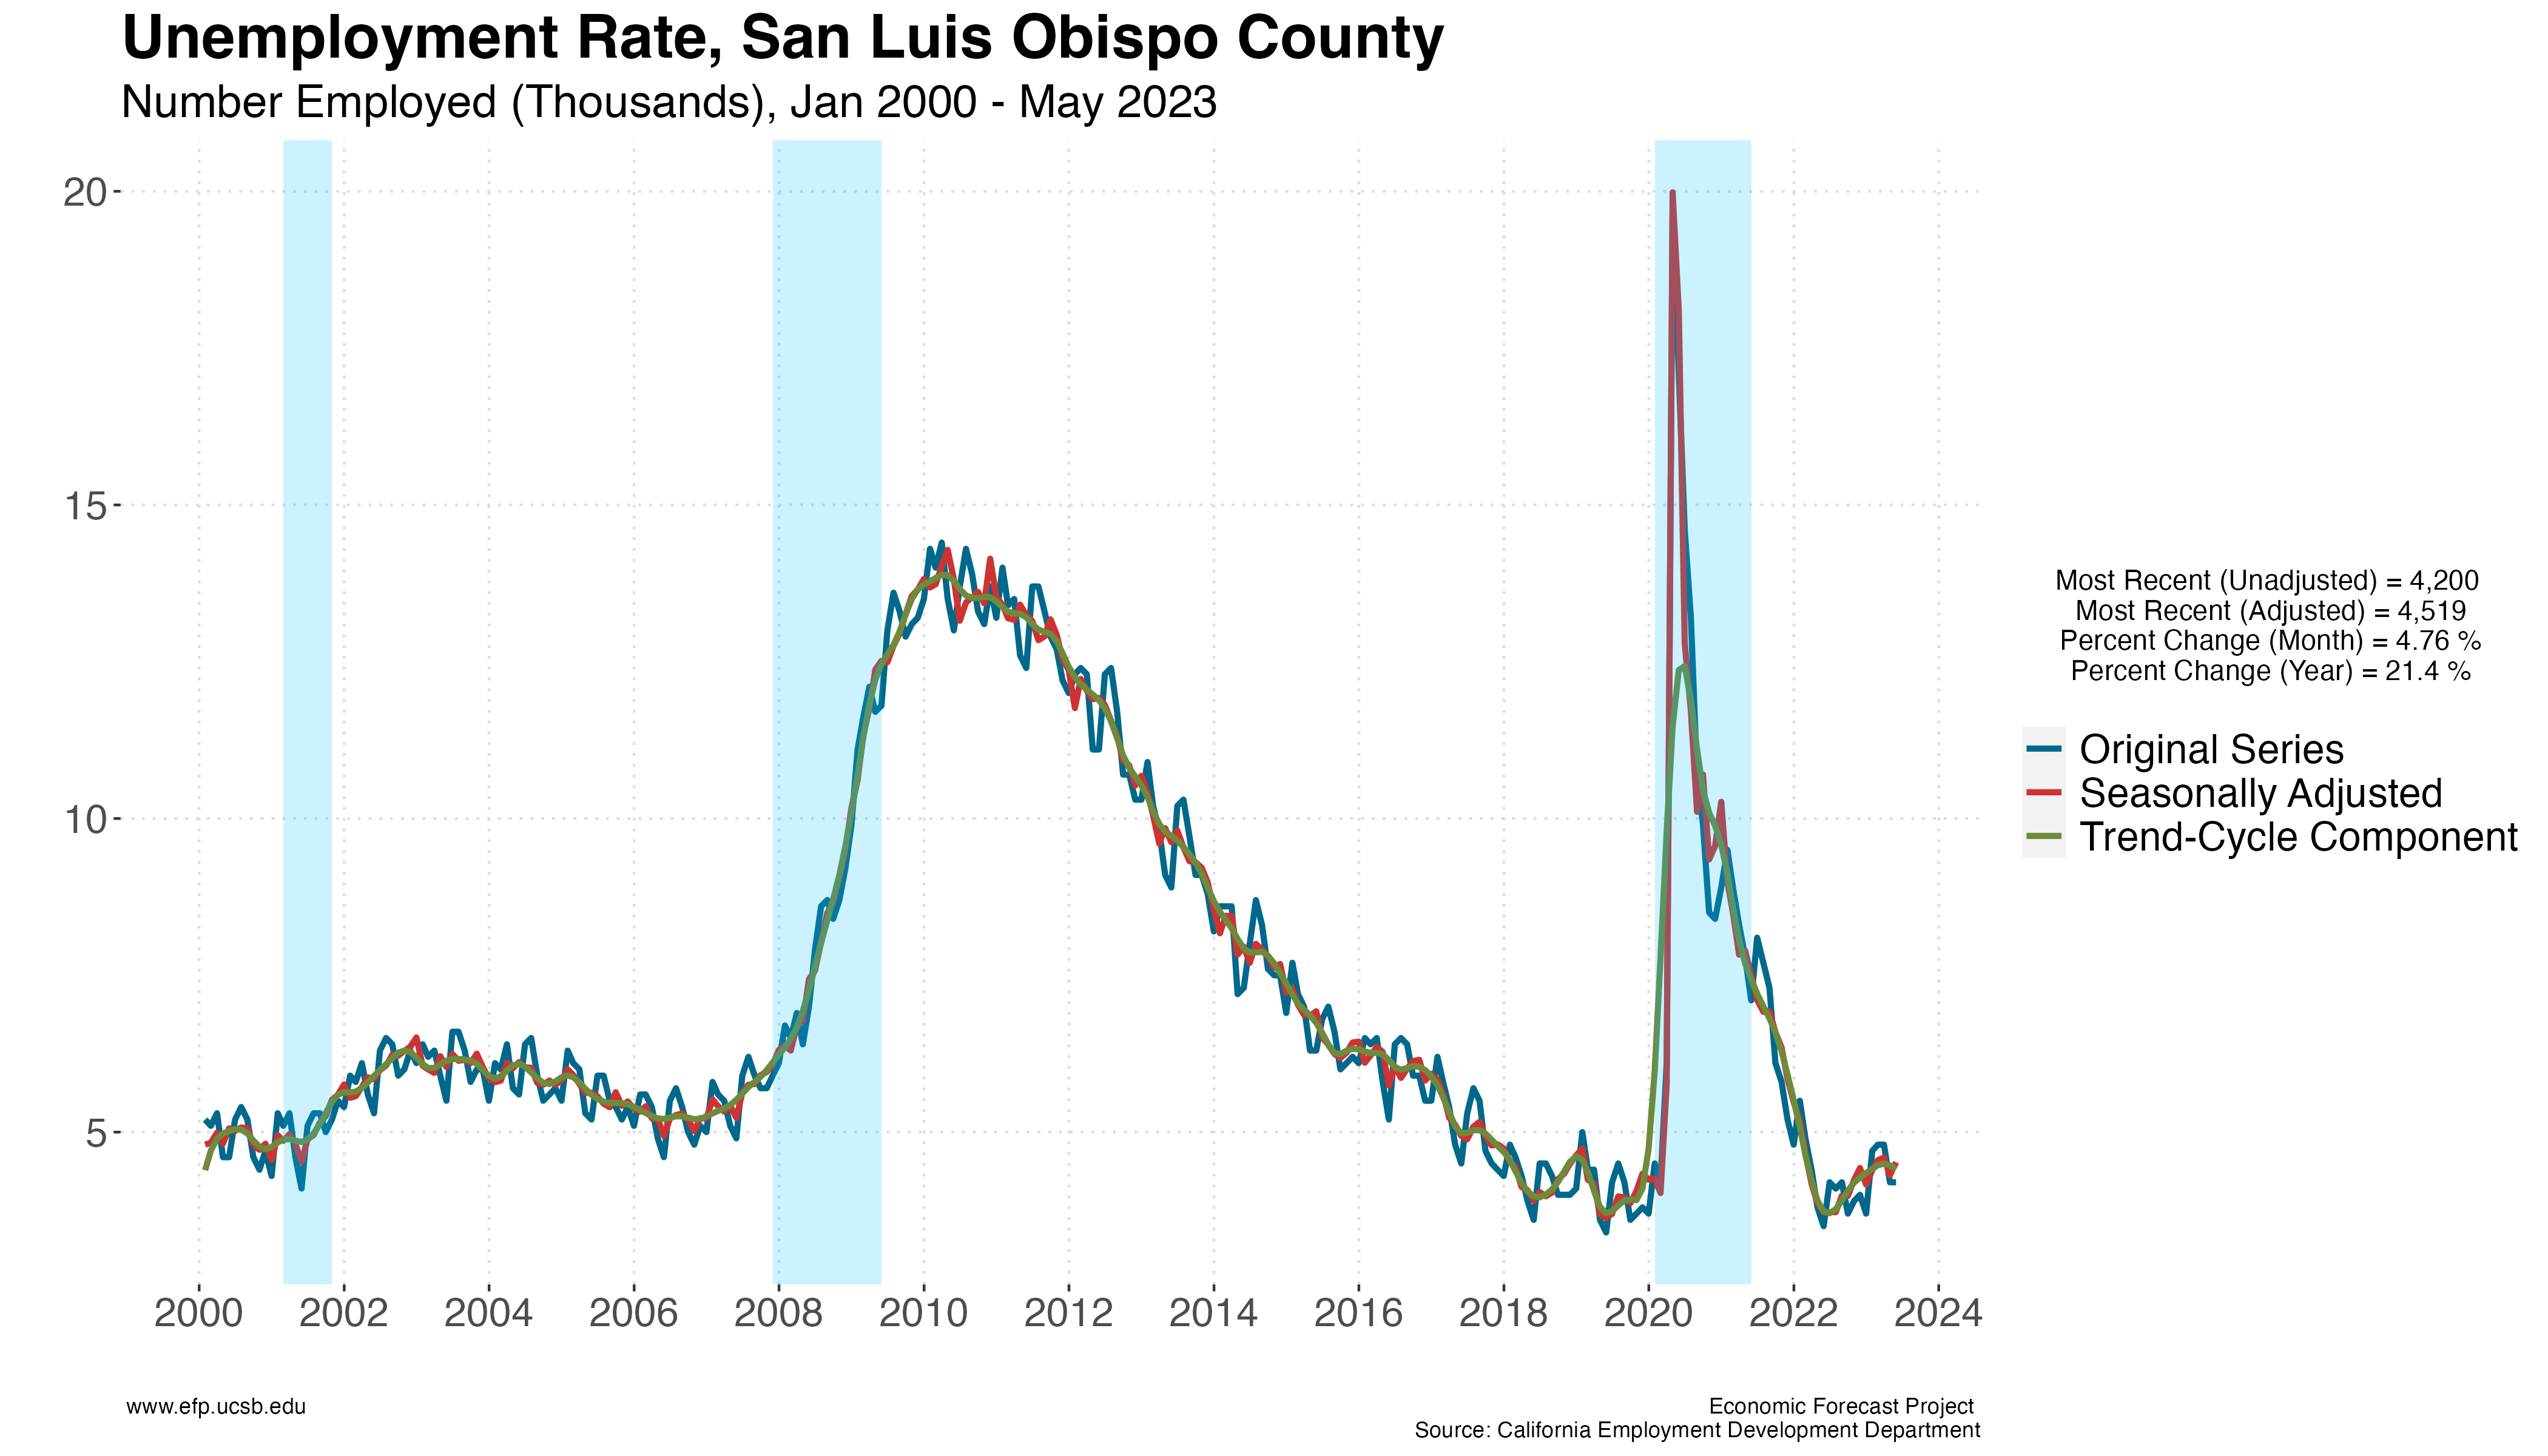 Unemployment Rate, San Luis Obispo County
Number Employed (Thousands), Jan 2000 - May 2023
20
15
10
5
2000 2002 2004 2006 2008 2010 2012 2014 2016 2018 2020 2022 2024
Most Recent (Unadjusted) = 4,200
Most Recent (Adjusted) = 4,519
Percent Change (Month) = 4.76 %
Percent Change (Year) = 21.4 %
Original Series
Seasonally Adjusted
Trend-Cycle Component
www.efp.ucsb.edu
Economic Forecast Project
Source: California Employment Development Department